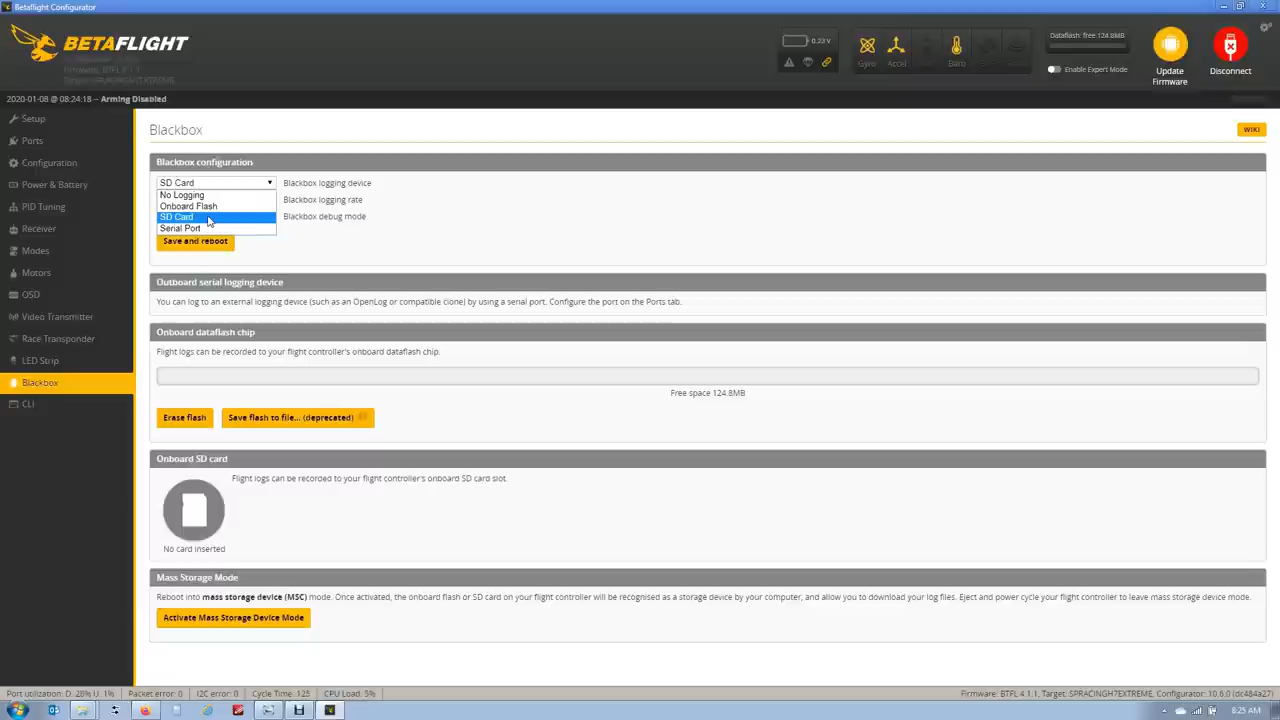 Betaflight Configurator
BETAFLIGHT
Firmware: BTFL 4.1.1
Target: SPRACINGH7EXTREME
0.23 V
Gyro
Accel
Baro
Dataflash: free 124.8MB
Enable Expert Mode
Update
Firmware
Disconnect
2020-01-08 @ 08:24:18 -- Arming Disabled
Setup
Ports
Configuration
Power & Battery
PID Tuning
Receiver
Modes
Motors
OSD
Video Transmitter
Race Transponder
LED Strip
Blackbox
CLI
Blackbox
WIKI
Blackbox configuration
SD Card
Blackbox logging device
No Logging
Onboard Flash
SD Card
Serial Port
Blackbox logging rate
Blackbox debug mode
Save and reboot
Outboard serial logging device
You can log to an external logging device (such as an OpenLog or compatible clone) by using a serial port. Configure the port on the Ports tab.
Onboard dataflash chip
Flight logs can be recorded to your flight controller's onboard dataflash chip.
Free space 124.8MB
Erase flash
Save flash to file... (deprecated)
Onboard SD card
Flight logs can be recorded to your flight controller's onboard SD card slot.
No card inserted
Mass Storage Mode
Reboot into mass storage device (MSC) mode. Once activated, the onboard flash or SD card on your flight controller will be recognised as a storage device by your computer, and allow you to download your log files. Eject and power cycle your flight controller to leave mass storage device mode.
Activate Mass Storage Device Mode
Port utilization: D: 28% U: 1%
Packet error: 0
I2C error: 0
Cycle Time: 125
CPU Load: 5%
Firmware: BTFL 4.1.1, Target: SPRACINGH7EXTREME, Configurator: 10.6.0 (dc484a27)
8:25 AM